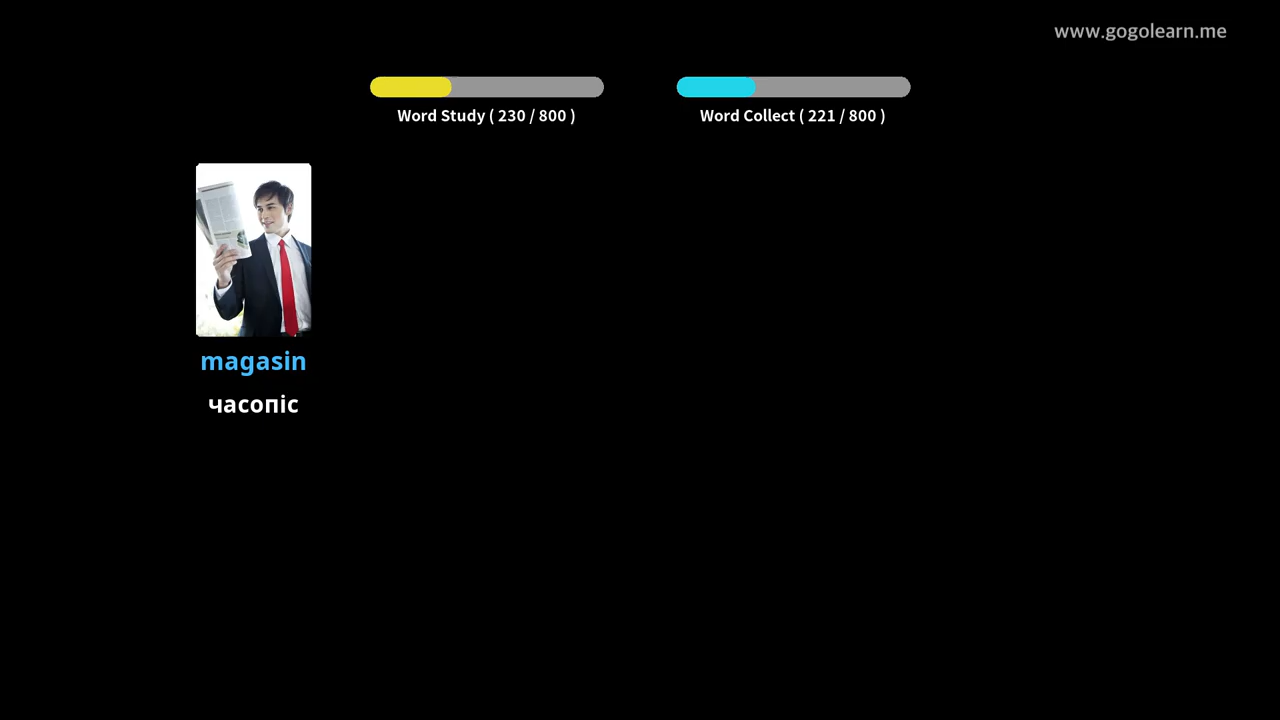 www.gogolearn.me
Word Study ( 230 / 800 )
Word Collect ( 221 / 800 )
magasin
часопіс